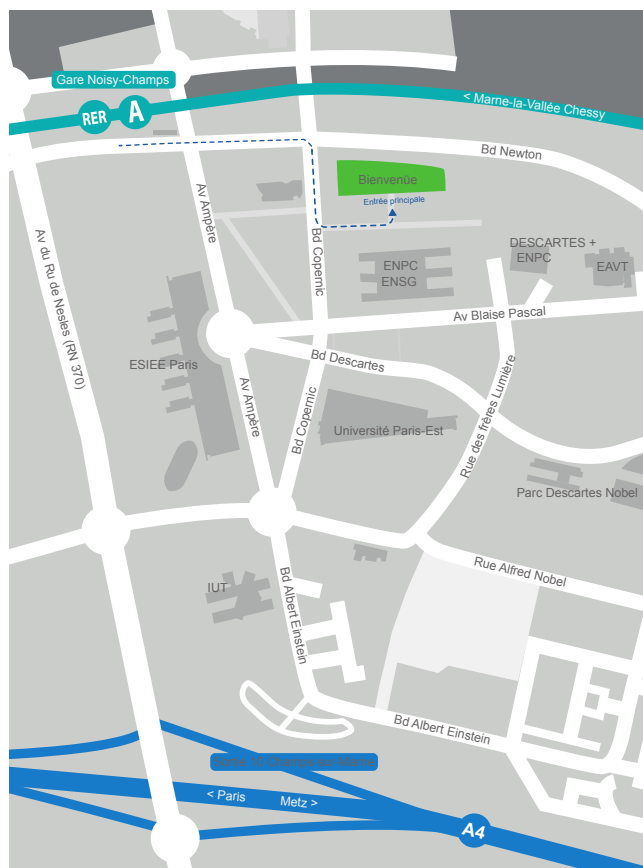 Gare Noisy-Champs
RER
A
< Marne-la-Vallée Chessy
Bd Newton
Bienvenüe
Entrée principale
Av Ampère
Bd Copernic
DESCARTES +
ENPC
EAVT
ENPC
ENSG
Av du Ru de Nesles (RN 370)
Av Blaise Pascal
ESIEE Paris
Bd Descartes
Av Ampère
Bd Copernic
Rue des frères Lumière
Université Paris-Est
Parc Descartes Nobel
Rue Alfred Nobel
IUT
Bd Albert Einstein
Bd Albert Einstein
< Paris
Metz >
A4